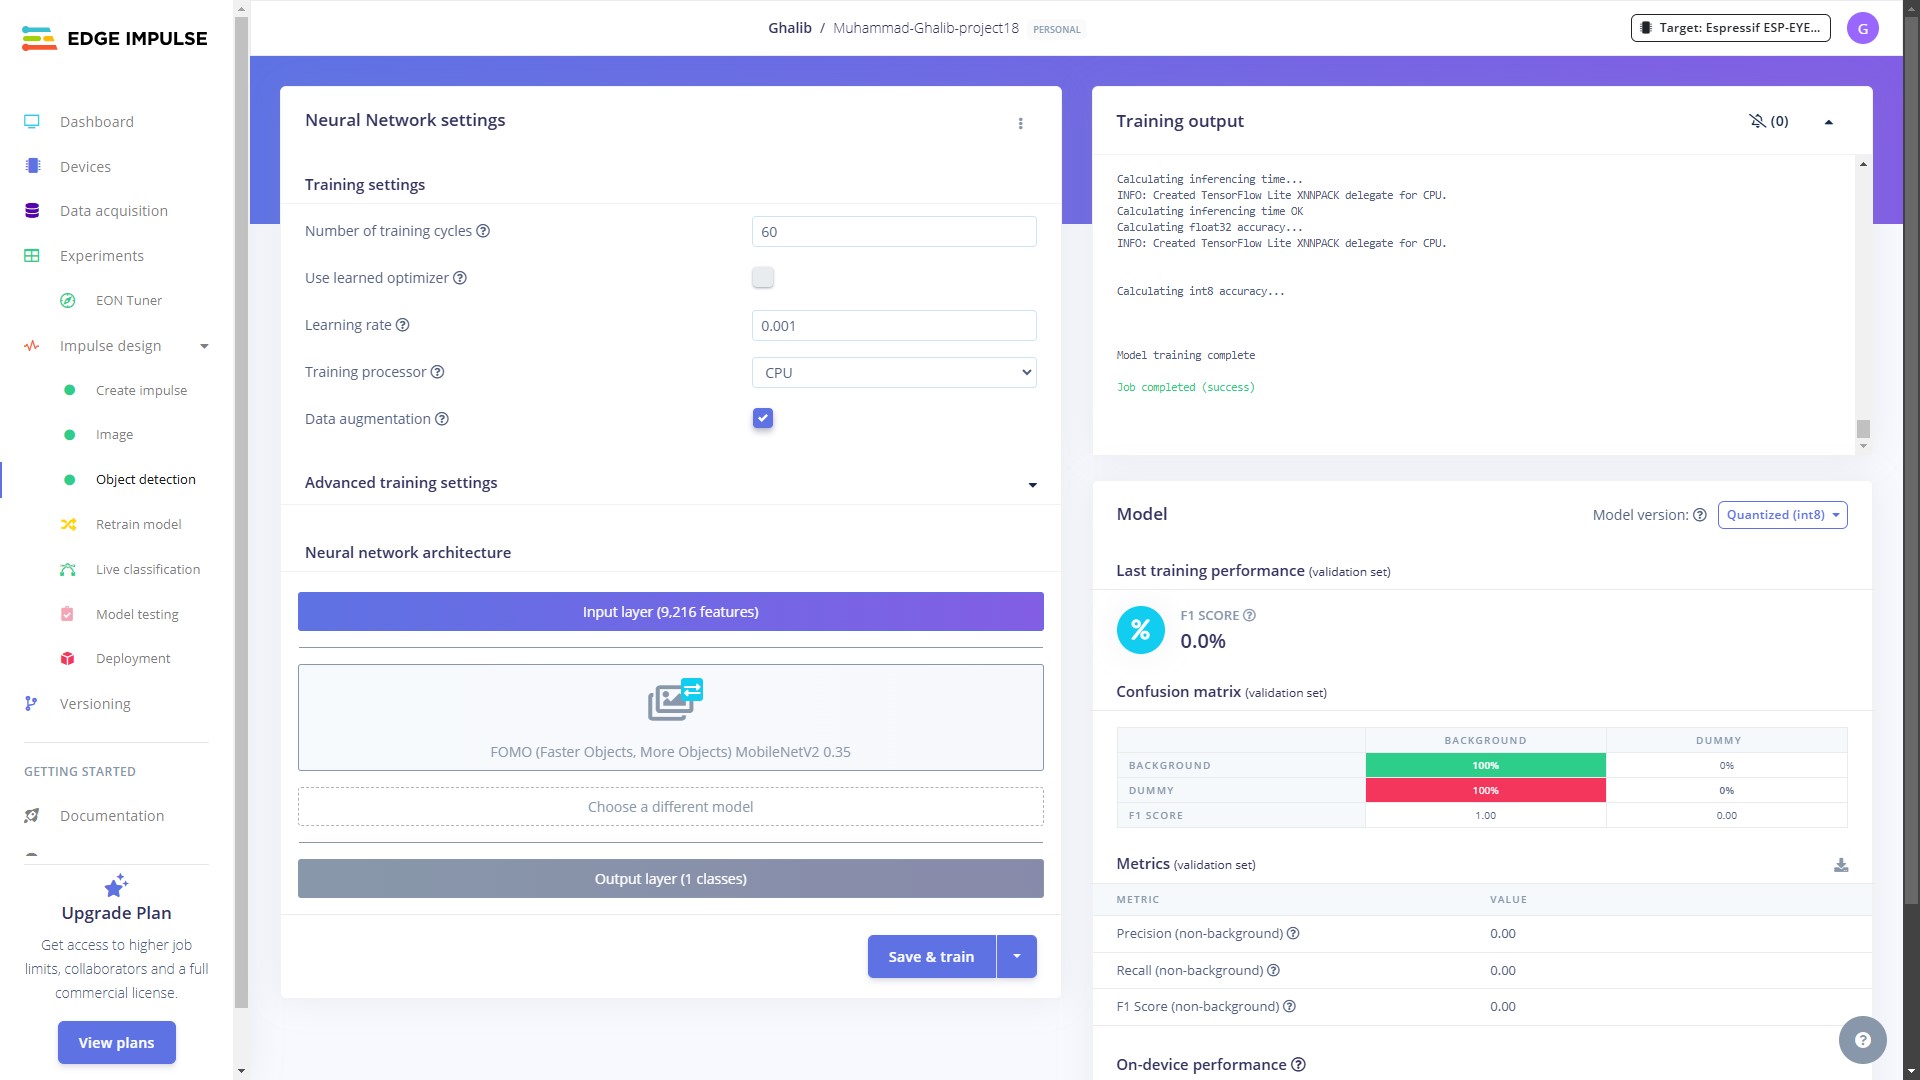 EDGE IMPULSE
Dashboard
Devices
Data acquisition
Experiments
EON Tuner
Impulse design
Create impulse
Image
Object detection
Retrain model
Live classification
Model testing
Deployment
Versioning
GETTING STARTED
Documentation
Upgrade Plan
Get access to higher job
limits, collaborators and a full
commercial license.
View plans
Ghalib / Muhammad-Ghalib-project18 PERSONAL
Target: Espressif ESP-EYE...
G
Neural Network settings
Training settings
Number of training cycles ?
60
Use learned optimizer ?
Learning rate ?
0.001
Training processor ?
CPU
Data augmentation ?
Advanced training settings
Neural network architecture
Input layer (9,216 features)
FOMO (Faster Objects, More Objects) MobileNetV2 0.35
Choose a different model
Output layer (1 classes)
Save & train
Training output
(0)
Calculating inferencing time...
INFO: Created TensorFlow Lite XNNPACK delegate for CPU.
Calculating inferencing time OK
Calculating float32 accuracy...
INFO: Created TensorFlow Lite XNNPACK delegate for CPU.
Calculating int8 accuracy...
Model training complete
Job completed (success)
Model
Model version: ? Quantized (int8)
Last training performance (validation set)
%
F1 SCORE ?
0.0%
Confusion matrix (validation set)
BACKGROUND DUMMY
BACKGROUND 100% 0%
DUMMY 100% 0%
F1 SCORE 1.00 0.00
Metrics (validation set)
METRIC VALUE
Precision (non-background) ? 0.00
Recall (non-background) ? 0.00
F1 Score (non-background) ? 0.00
On-device performance ?
?